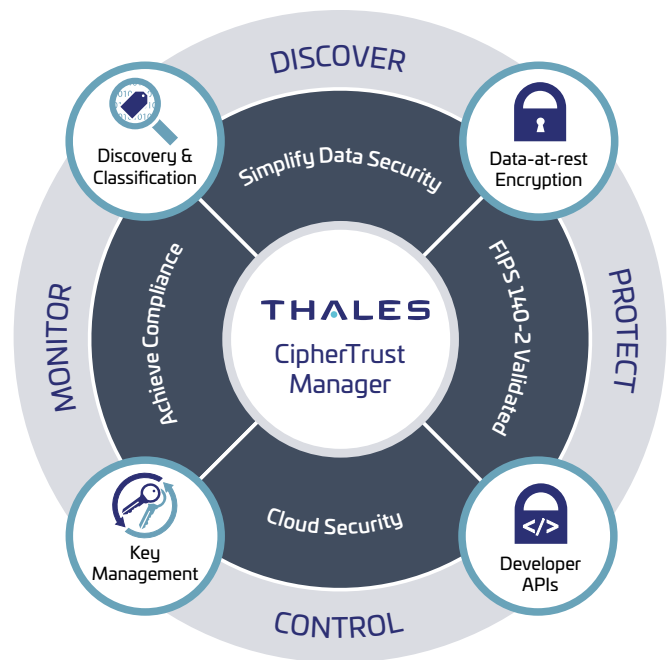 DISCOVER
Discovery &
Classification
Simplify Data Security
Data-at-rest
Encryption
MONITOR
Achieve Compliance
THALES
CipherTrust
Manager
FIPS 140-2 Validated
PROTECT
Key
Management
Cloud Security
</>
Developer
APIs
CONTROL